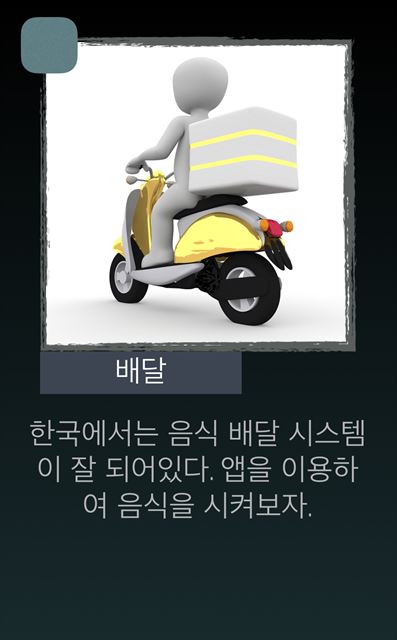 배달
한국에서는 음식 배달 시스템
이 잘 되어있다. 앱을 이용하
여 음식을 시켜보자.